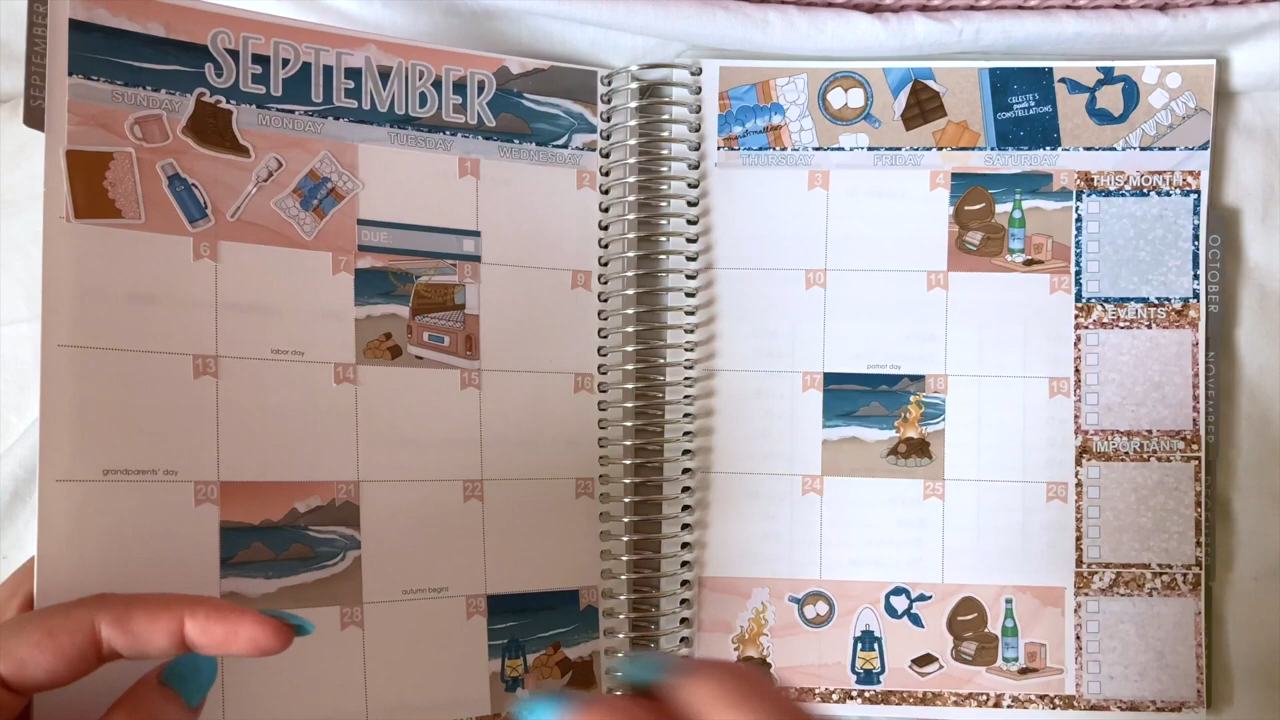 SEPTEMBER
SEPTEMBER
SUNDAY
MONDAY
TUESDAY
WEDNESDAY
1
2
DUE:
6
7
8
9
labor day
13
14
15
16
grandparents' day
20
21
22
23
autumn begins
28
29
30
CELESTE'S
guide to
CONSTELLATIONS
marshmallows
THURSDAY
FRIDAY
SATURDAY
3
4
5
THIS MONTH
10
11
12
patriot day
EVENTS
17
18
19
IMPORTANT
24
25
26
OCTOBER
NOVEMBER
DECEMBER